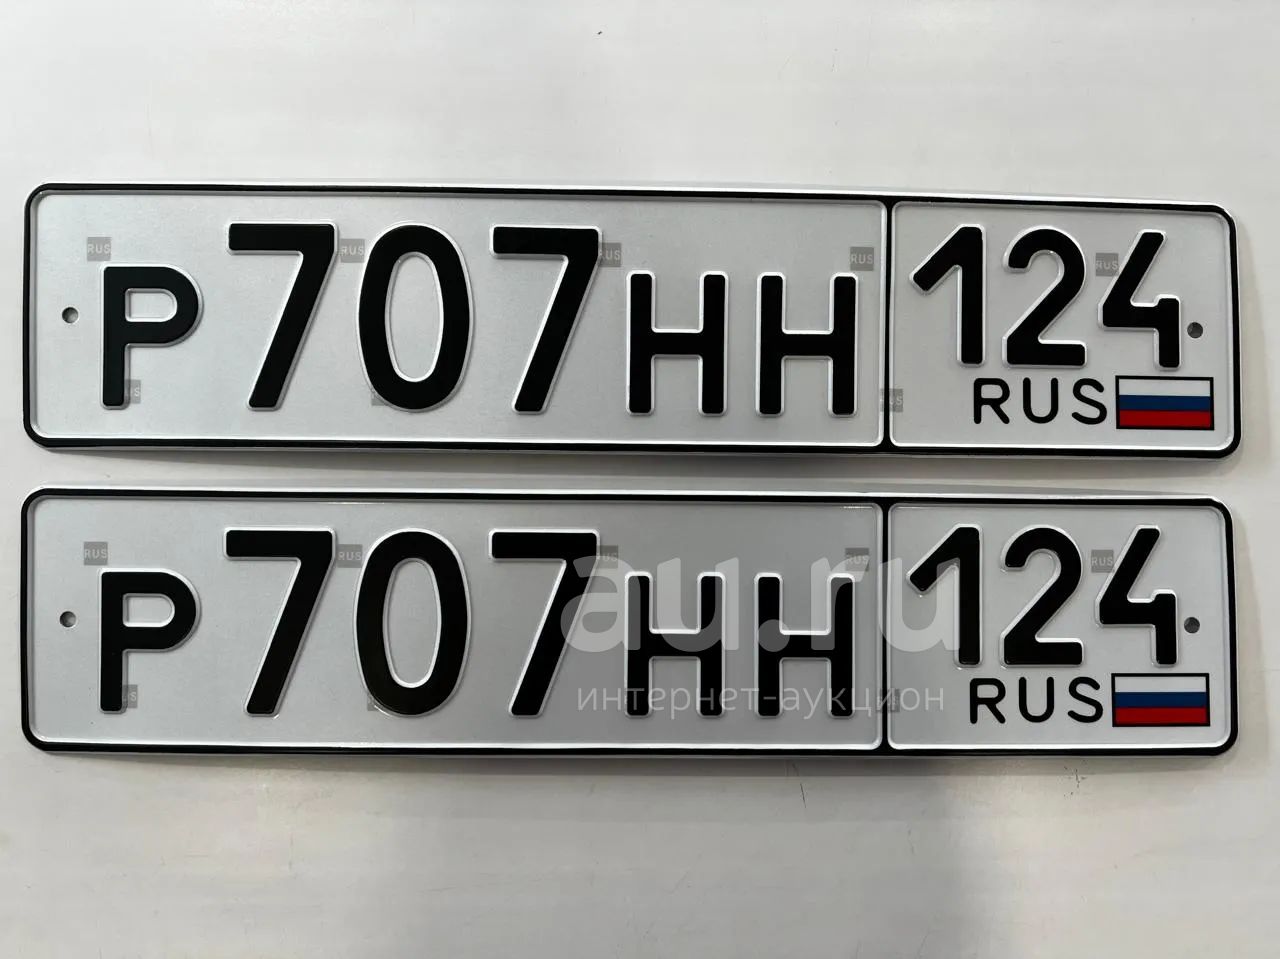 Р707НН 124
RUS
Р707НН 124
RUS
au.ru
интернет-аукцион